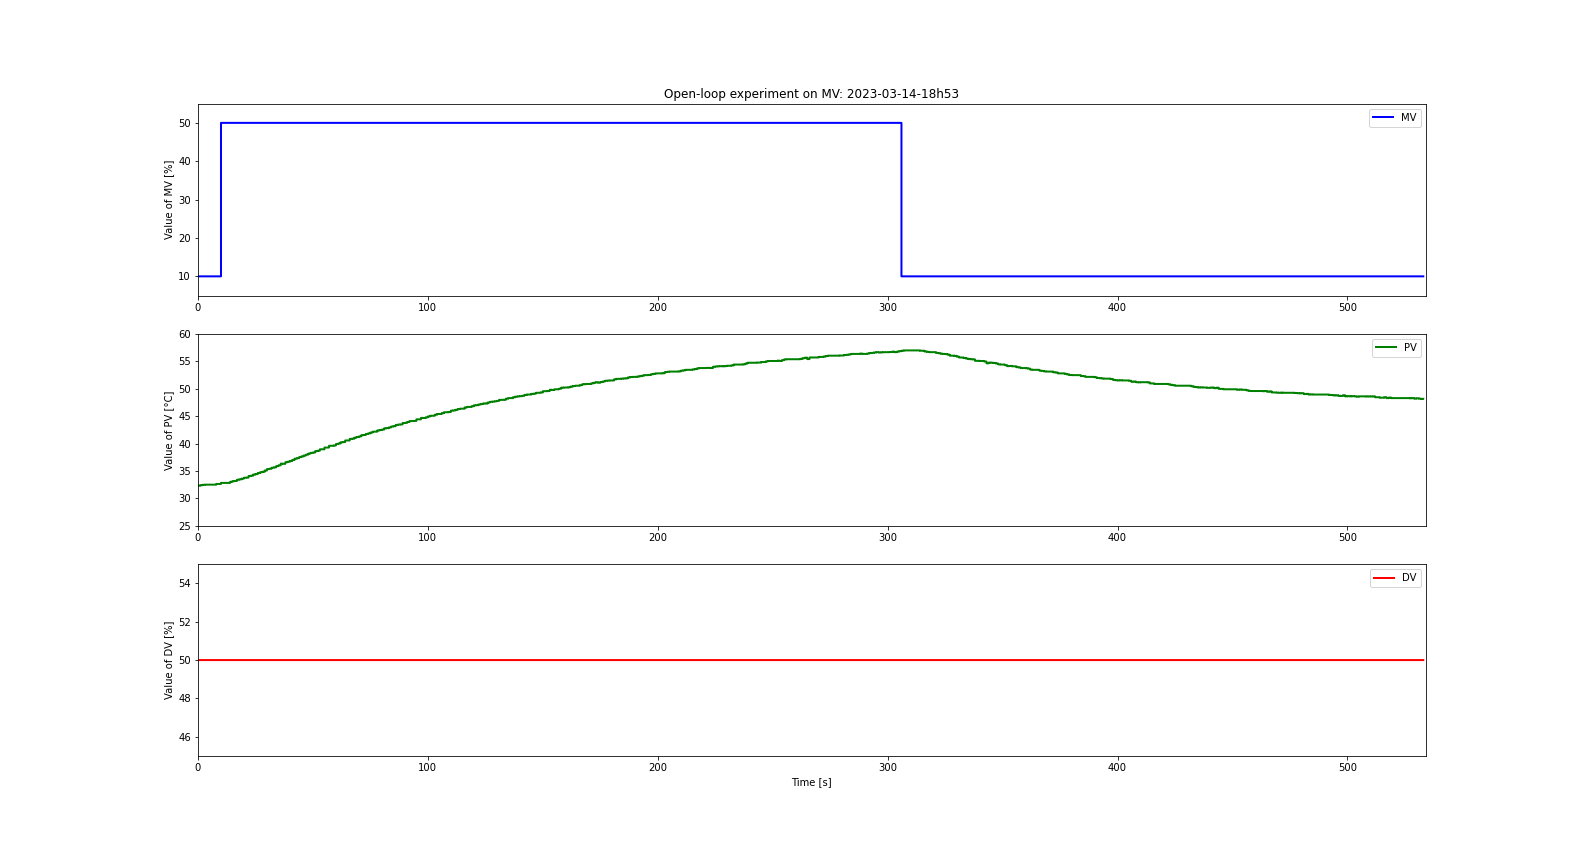 Open-loop experiment on MV: 2023-03-14-18h53
MV
Value of MV [%]
50
40
30
20
10
0 100 200 300 400 500
PV
Value of PV [°C]
60
55
50
45
40
35
30
25
0 100 200 300 400 500
DV
Value of DV [%]
54
52
50
48
46
0 100 200 300 400 500
Time [s]